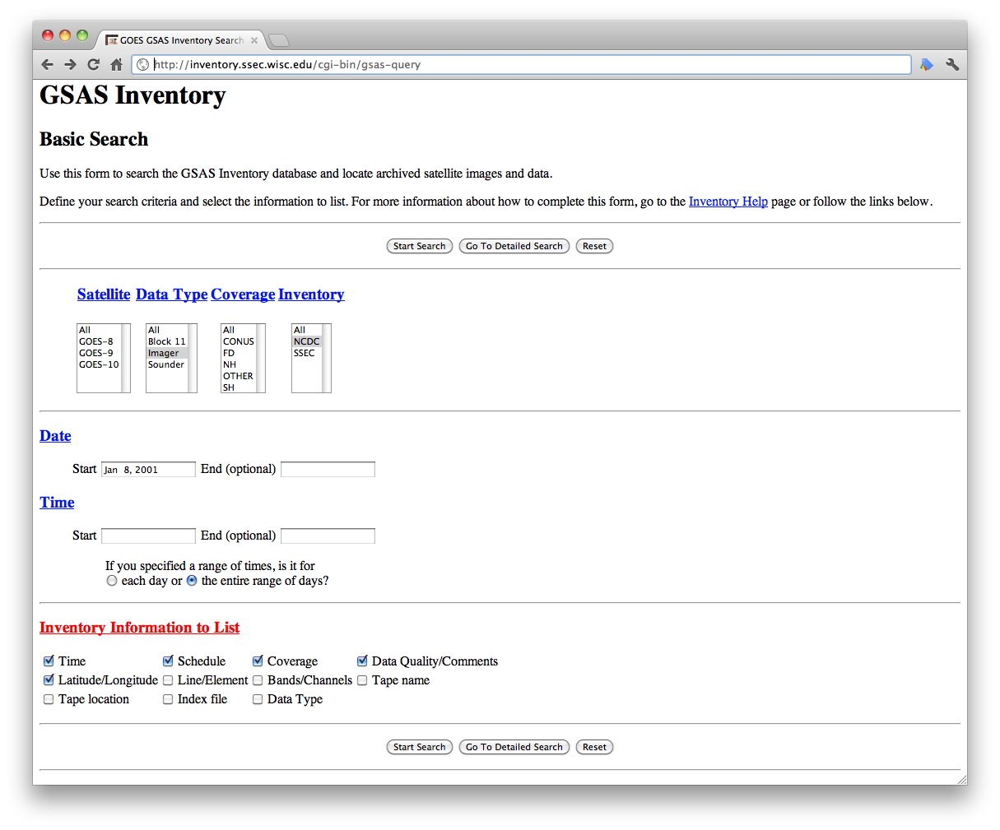 GOES GSAS Inventory Search
http://inventory.ssec.wisc.edu/cgi-bin/gsas-query
GSAS Inventory
Basic Search
Use this form to search the GSAS Inventory database and locate archived satellite images and data.
Define your search criteria and select the information to list. For more information about how to complete this form, go to the Inventory Help page or follow the links below.
Start Search Go To Detailed Search Reset
Satellite Data Type Coverage Inventory
All All All All
GOES-8 Block 11 CONUS NCDC
GOES-9 Imager FD SSEC
GOES-10 Sounder NH
OTHER
SH
Date
Start Jan 8, 2001 End (optional)
Time
Start End (optional)
If you specified a range of times, is it for
each day or the entire range of days?
Inventory Information to List
Time Schedule Coverage Data Quality/Comments
Latitude/Longitude Line/Element Bands/Channels Tape name
Tape location Index file Data Type
Start Search Go To Detailed Search Reset